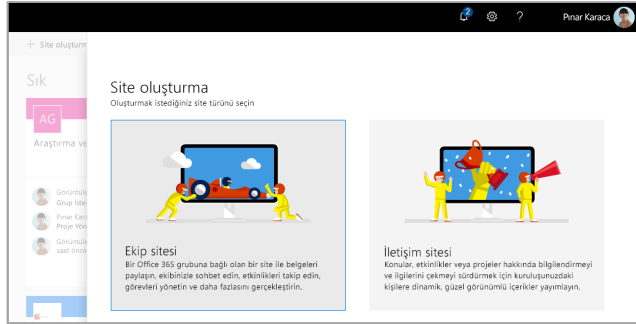 2
?
Pınar Karaca
+ Site oluşturm
Sık
AG
Araştırma ve
Görüntüle
Grup İste
Pınar Kara
Proje Yön
Görüntüle
saat önce
Site oluşturma
Oluşturmak istediğiniz site türünü seçin
Ekip sitesi
Bir Office 365 grubuna bağlı olan bir site ile belgeleri
paylaşın, ekibinizle sohbet edin, etkinlikleri takip edin,
görevleri yönetin ve daha fazlasını gerçekleştirin.
İletişim sitesi
Konular, etkinlikler veya projeler hakkında bilgilendirmeyi
ve ilgilerini çekmeyi sürdürmek için kuruluşunuzdaki
kişilere dinamik, güzel görünümlü içerikler yayımlayın.